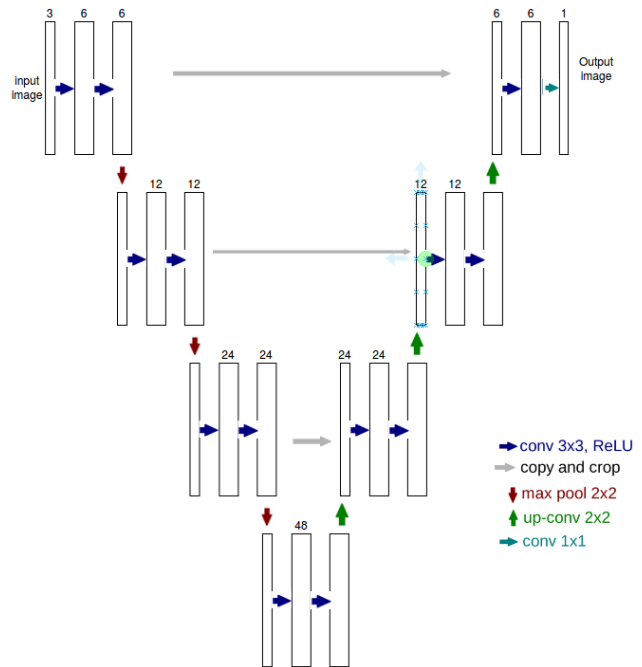 3 6 6
6 6 1
input
image
Output
image
12 12
12 12
24 24
24 24
48
conv 3x3, ReLU
copy and crop
max pool 2x2
up-conv 2x2
conv 1x1